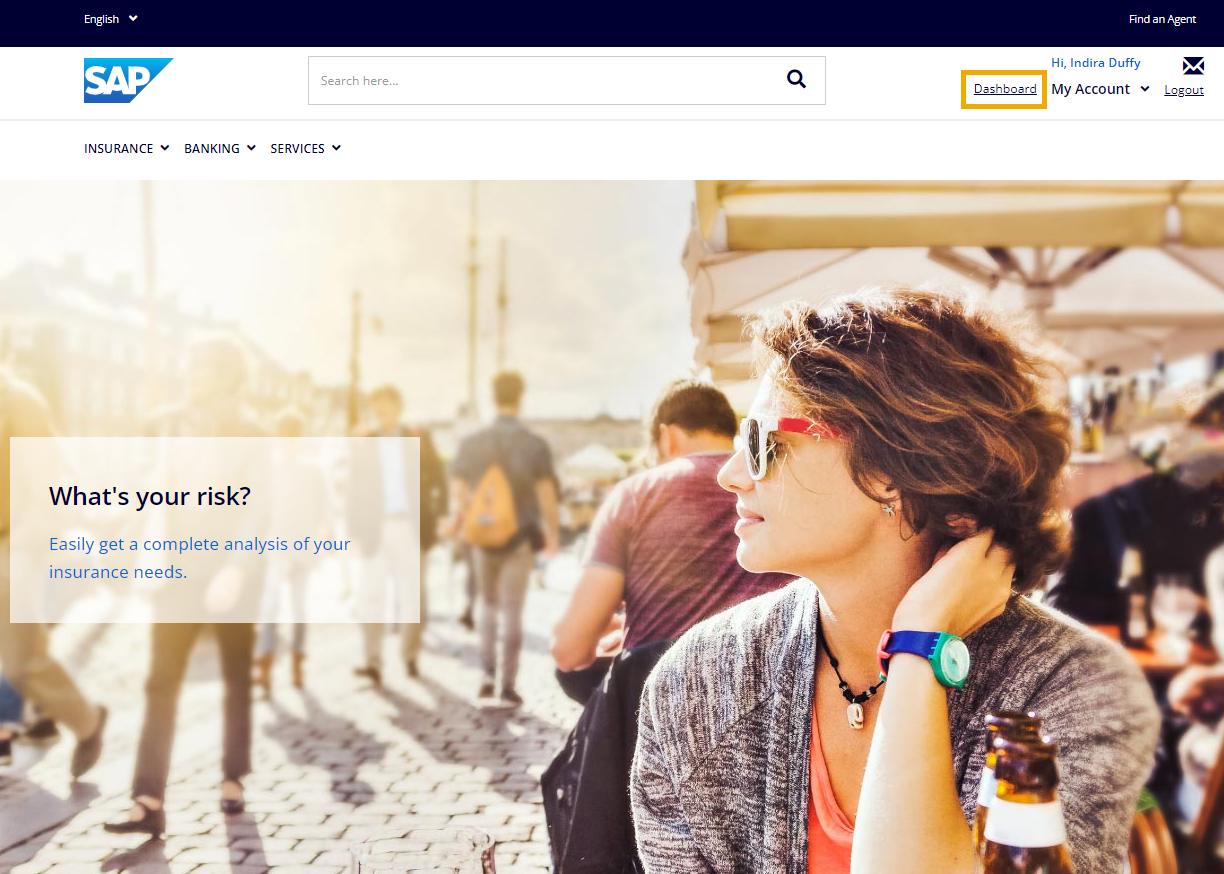 English
Find an Agent
SAP
Search here...
Hi, Indira Duffy
Dashboard
My Account
Logout
INSURANCE
BANKING
SERVICES
What's your risk?
Easily get a complete analysis of your
insurance needs.